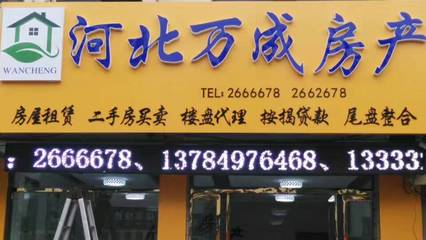 河北万成房产
WANCHENG
TEL: 2666678 2662678
房屋租赁 二手房买卖 楼盘代理 按揭贷款 尾盘整合
: 2666678、13784976468、13333